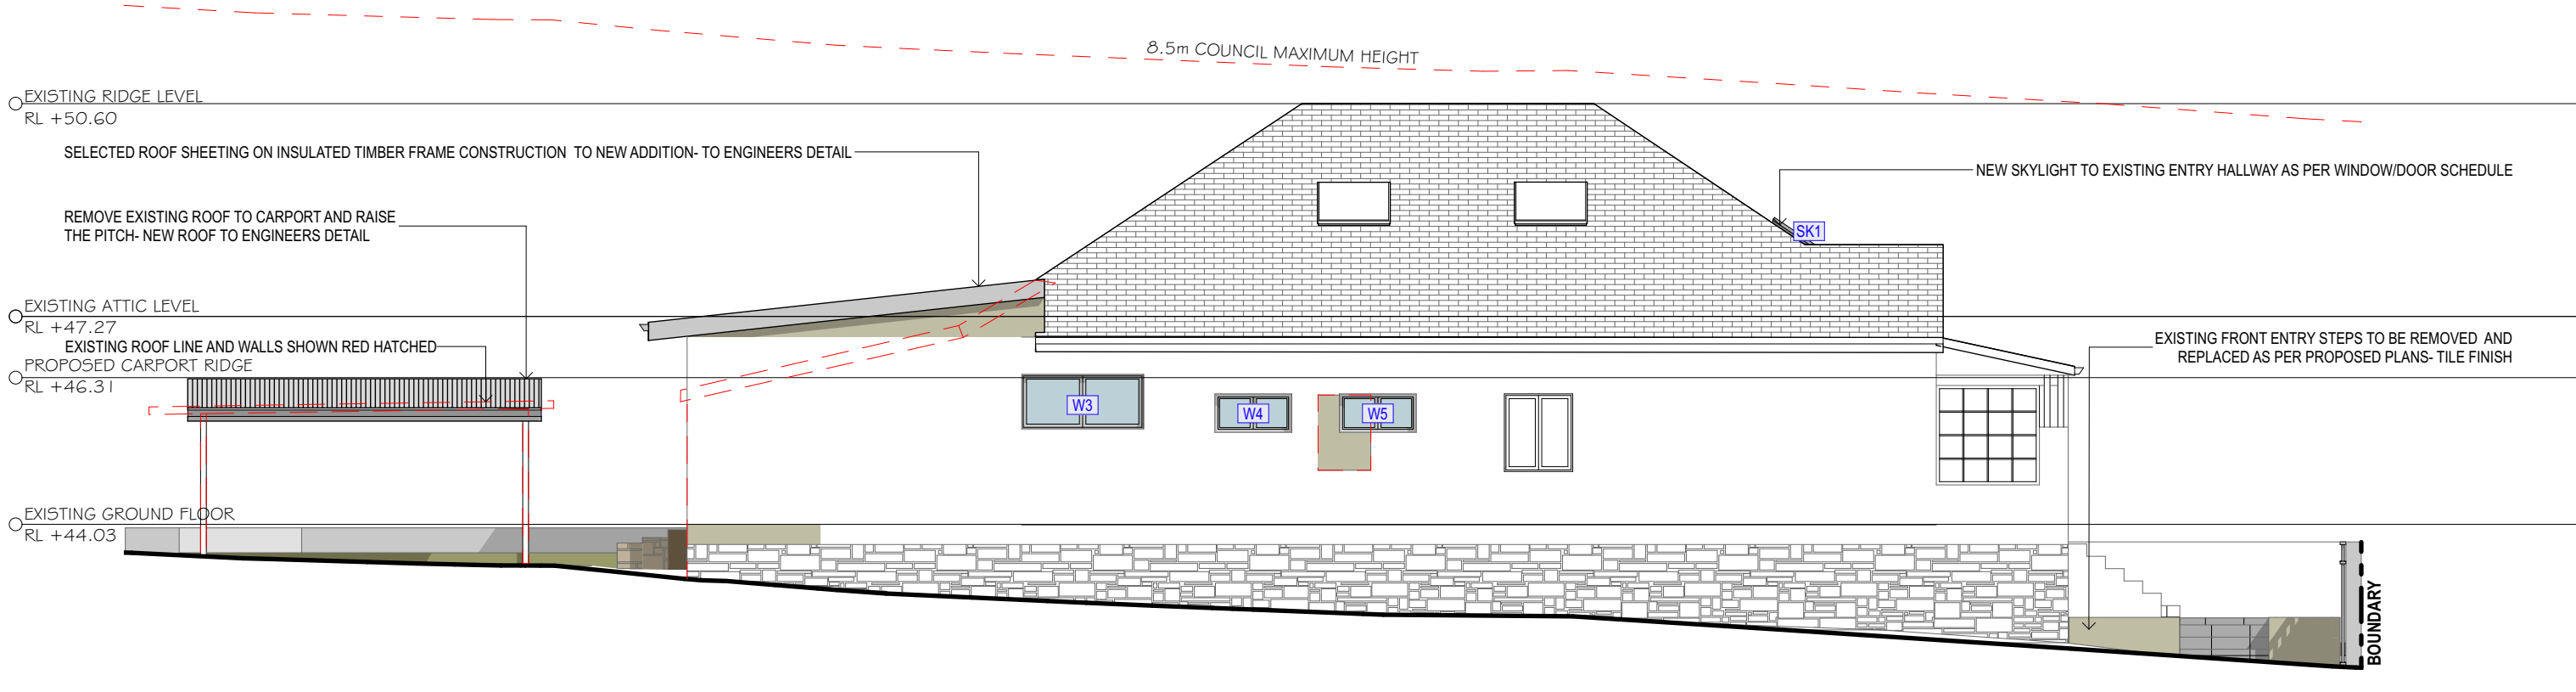 8.5m COUNCIL MAXIMUM HEIGHT
EXISTING RIDGE LEVEL
RL +50.60
SELECTED ROOF SHEETING ON INSULATED TIMBER FRAME CONSTRUCTION TO NEW ADDITION- TO ENGINEERS DETAIL
NEW SKYLIGHT TO EXISTING ENTRY HALLWAY AS PER WINDOW/DOOR SCHEDULE
REMOVE EXISTING ROOF TO CARPORT AND RAISE
THE PITCH- NEW ROOF TO ENGINEERS DETAIL
SK1
EXISTING ATTIC LEVEL
RL +47.27
EXISTING ROOF LINE AND WALLS SHOWN RED HATCHED
EXISTING FRONT ENTRY STEPS TO BE REMOVED AND
REPLACED AS PER PROPOSED PLANS- TILE FINISH
PROPOSED CARPORT RIDGE
RL +46.31
W3
W4
W5
EXISTING GROUND FLOOR
RL +44.03
BOUNDARY